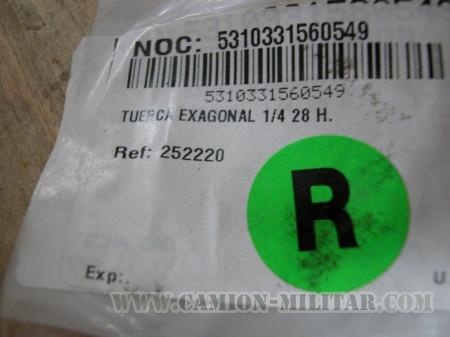 NOC: 5310331560549
5310331560549
TUERCA EXAGONAL 1/4 28 H.
Ref: 252220
R
Exp:.
U
WWW.CAMION-MILITAR.COM